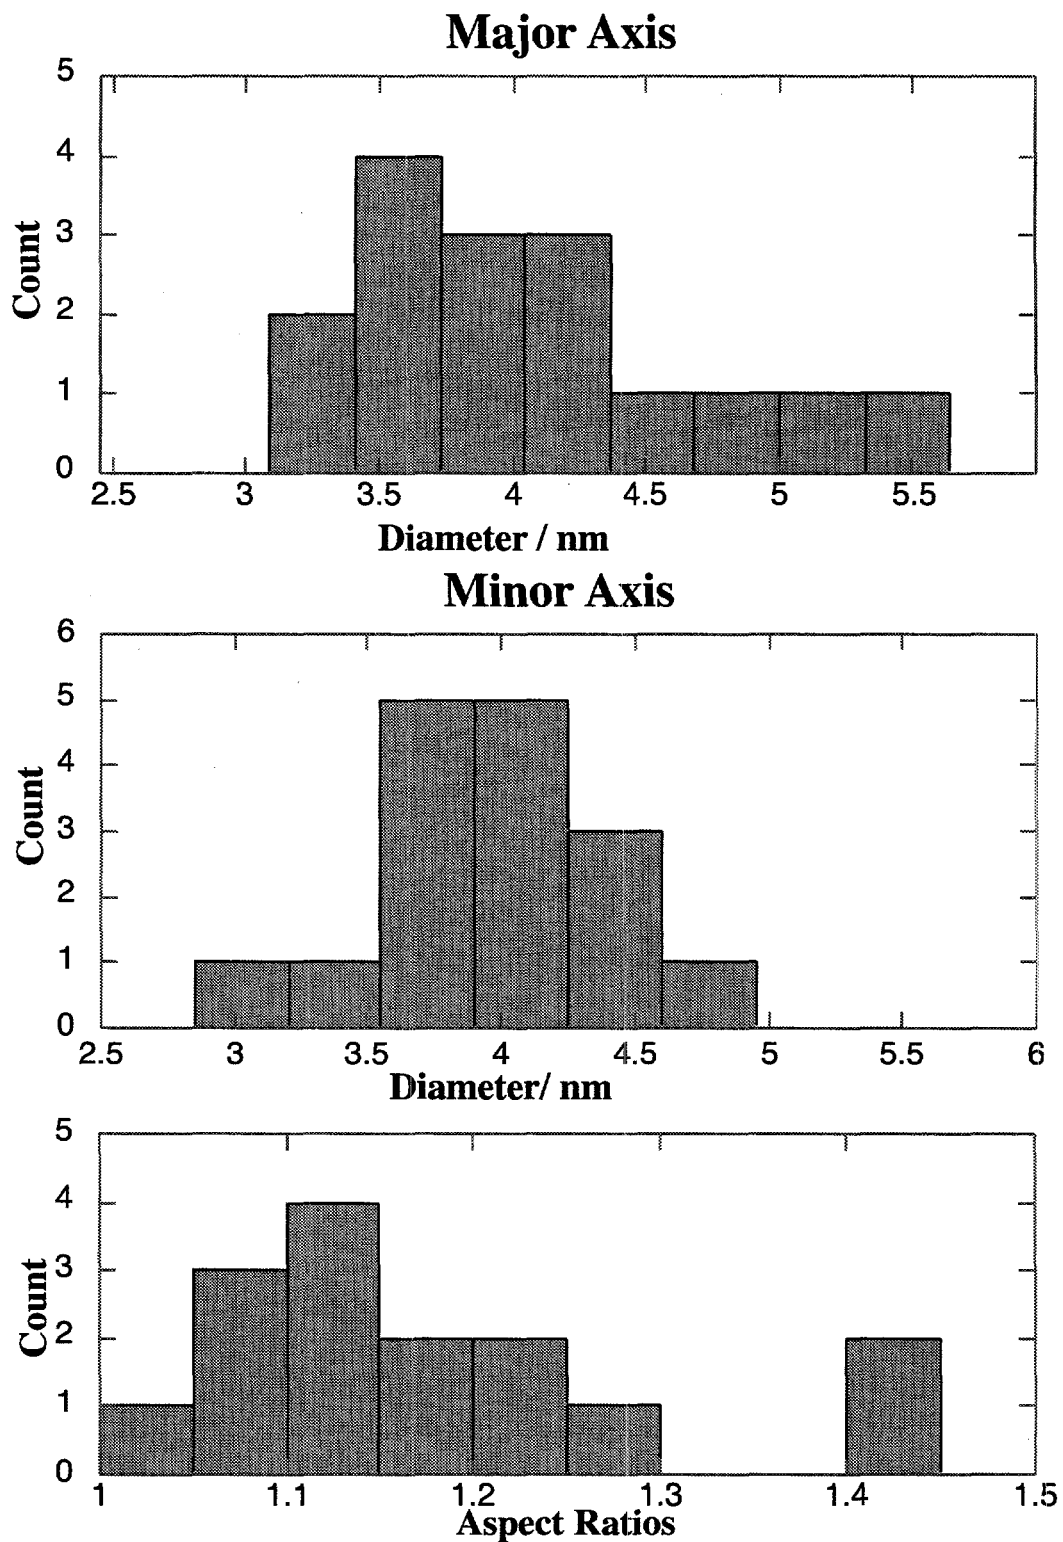 Major Axis
5
4
3
2
1
0
Count
2.5 3 3.5 4 4.5 5 5.5
Diameter / nm
Minor Axis
6
5
4
3
2
1
0
Count
2.5 3 3.5 4 4.5 5 5.5 6
Diameter/ nm
5
4
3
2
1
0
Count
1 1.1 1.2 1.3 1.4 1.5
Aspect Ratios